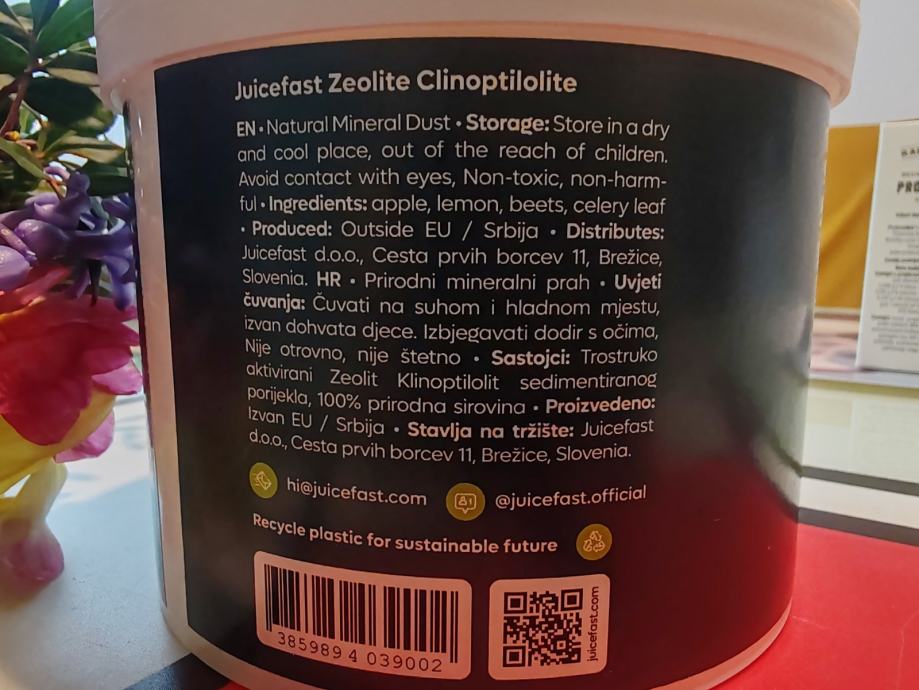 Juicefast Zeolite Clinoptilolite
EN • Natural Mineral Dust • Storage: Store in a dry
and cool place, out of the reach of children.
Avoid contact with eyes, Non-toxic, non-harm-
ful • Ingredients: apple, lemon, beets, celery leaf
• Produced: Outside EU / Srbija • Distributes:
Juicefast d.o.o., Cesta prvih borcev 11, Brežice,
Slovenia. HR • Prirodni mineralni prah • Uvjeti
čuvanja: Čuvati na suhom i hladnom mjestu,
izvan dohvata djece. Izbjegavati dodir s očima,
Nije otrovno, nije štetno • Sastojci: Trostruko
aktivirani Zeolit Klinoptilolit sedimentiranog
porijekla, 100% prirodna sirovina • Proizvedeno:
Izvan EU / Srbija • Stavlja na tržište: Juicefast
d.o.o., Cesta prvih borcev 11, Brežice, Slovenia.
hi@juicefast.com
@juicefast.official
Recycle plastic for sustainable future
385989 4 039002
juicefast.com